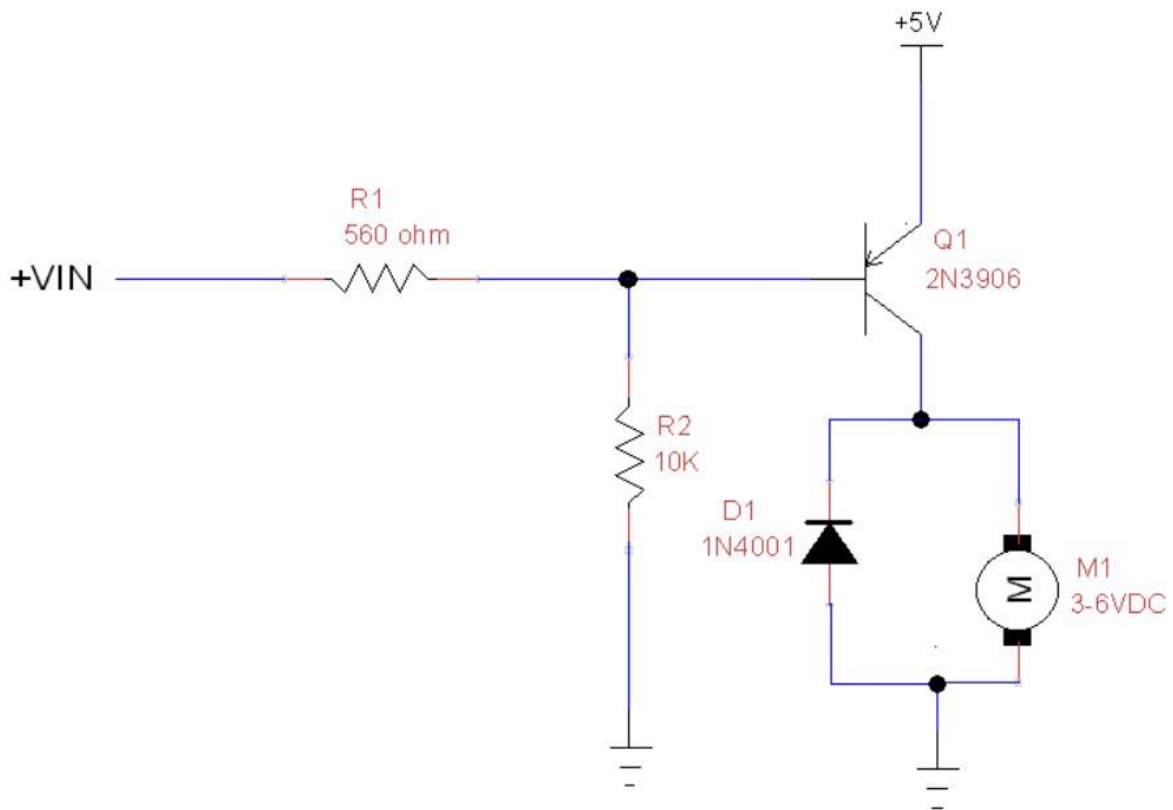 +5V
R1
560 ohm
+VIN
Q1
2N3906
R2
10K
D1
1N4001
M
M1
3-6VDC